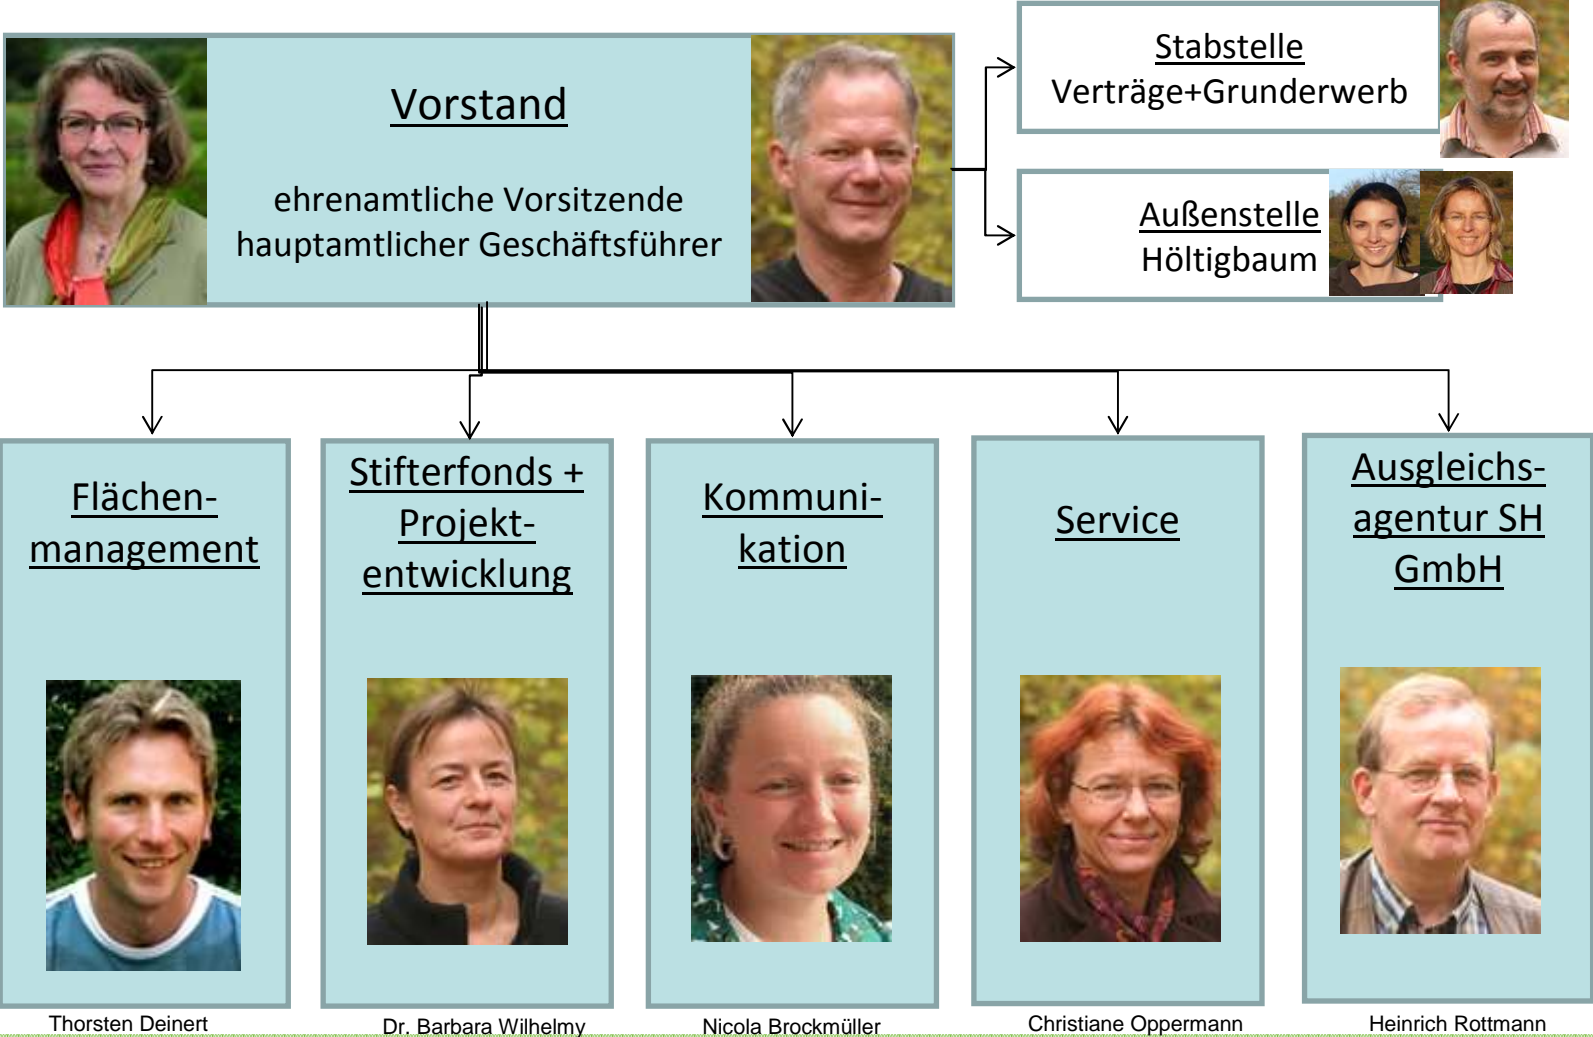 Vorstand
ehrenamtliche Vorsitzende
hauptamtlicher Geschäftsführer
Stabstelle
Verträge+Grunderwerb
Außenstelle
Höltigbaum
Flächen-
management
Stifterfonds +
Projekt-
entwicklung
Kommuni-
kation
Service
Ausgleichs-
agentur SH
GmbH
Thorsten Deinert
Dr. Barbara Wilhelmy
Nicola Brockmüller
Christiane Oppermann
Heinrich Rottmann